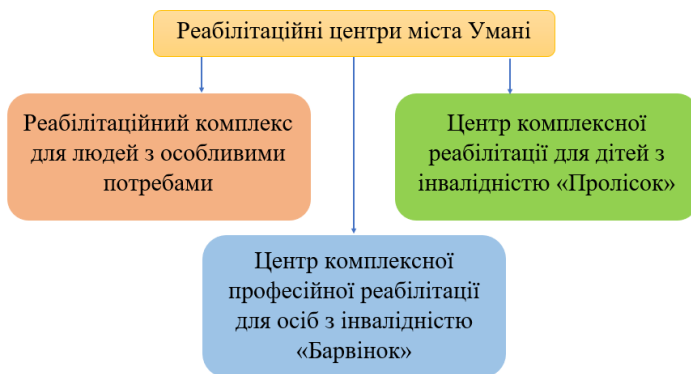 Реабілітаційні центри міста Умані
Реабілітаційний комплекс
для людей з особливими
потребами
Центр комплексної
реабілітації для дітей з
інвалідністю «Пролісок»
Центр комплексної
професійної реабілітації
для осіб з інвалідністю
«Барвінок»